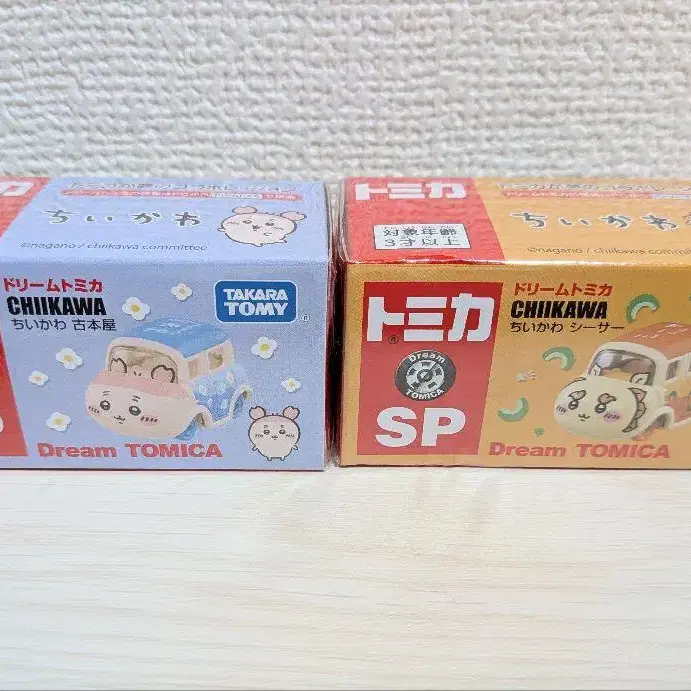 ちいかわ
©nagano / chiikawa committee
ドリームトミカ
CHIIKAWA
ちいかわ 古本屋
TAKARA
TOMY
®
Dream TOMICA
トミカ
対象年齢
3才以上
ちいかわ
©nagano / chiikawa committee
トミカ
®
Dream
TOMICA
SP
ドリームトミカ
CHIIKAWA
ちいかわ シーサー
Dream TOMICA